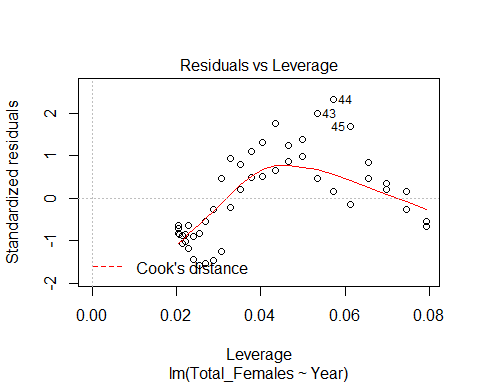 Residuals vs Leverage
Standardized residuals
2
1
0
-1
-2
44
43
45
Cook's distance
0.00
0.02
0.04
0.06
0.08
Leverage
lm(Total_Females ~ Year)